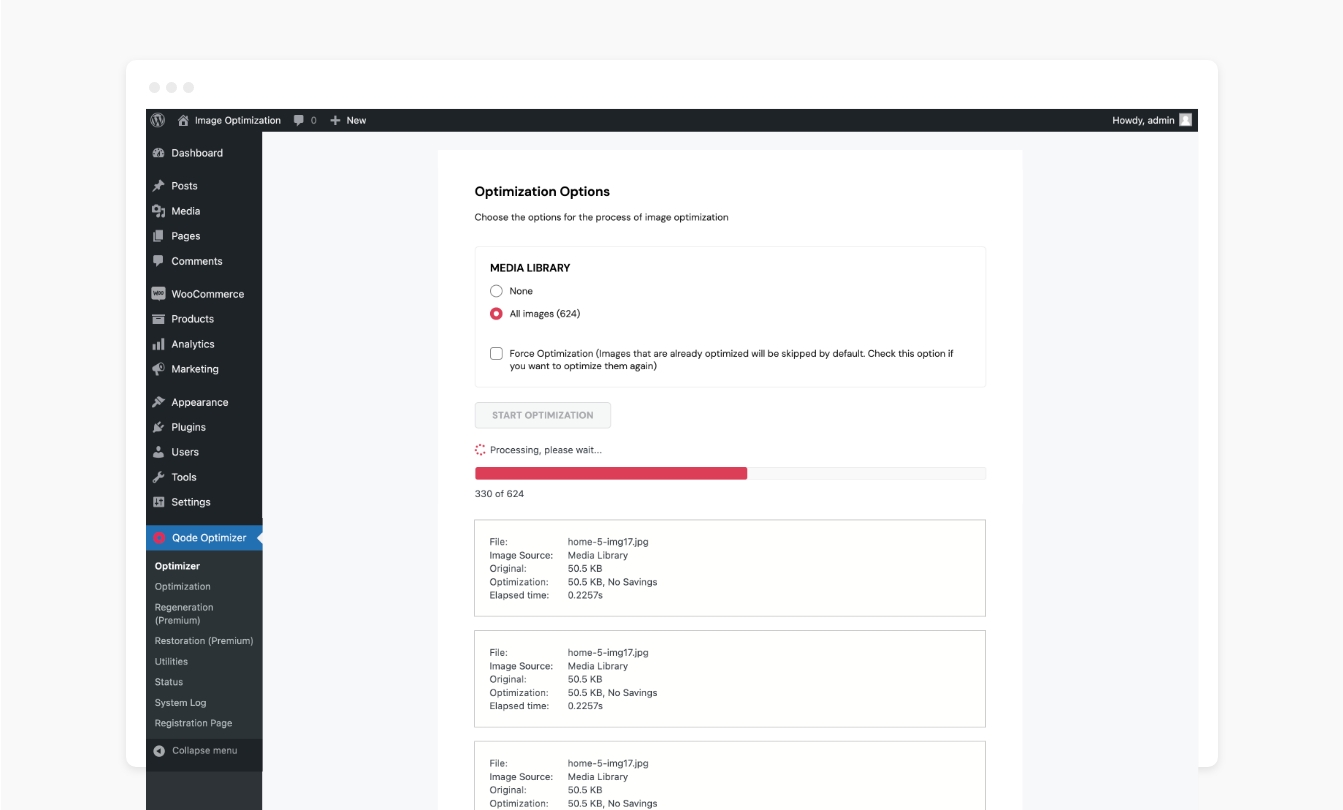 Image Optimization 0 New Howdy, admin
Dashboard
Posts
Media
Pages
Comments
WooCommerce
Products
Analytics
Marketing
Appearance
Plugins
Users
Tools
Settings
Qode Optimizer
Optimizer
Optimization
Regeneration
(Premium)
Restoration (Premium)
Utilities
Status
System Log
Registration Page
Collapse menu
Optimization Options
Choose the options for the process of image optimization
MEDIA LIBRARY
None
All images (624)
Force Optimization (Images that are already optimized will be skipped by default. Check this option if
you want to optimize them again)
START OPTIMIZATION
Processing, please wait...
330 of 624
File: home-5-img17.jpg
Image Source: Media Library
Original: 50.5 KB
Optimization: 50.5 KB, No Savings
Elapsed time: 0.2257s
File: home-5-img17.jpg
Image Source: Media Library
Original: 50.5 KB
Optimization: 50.5 KB, No Savings
Elapsed time: 0.2257s
File: home-5-img17.jpg
Image Source: Media Library
Original: 50.5 KB
Optimization: 50.5 KB, No Savings